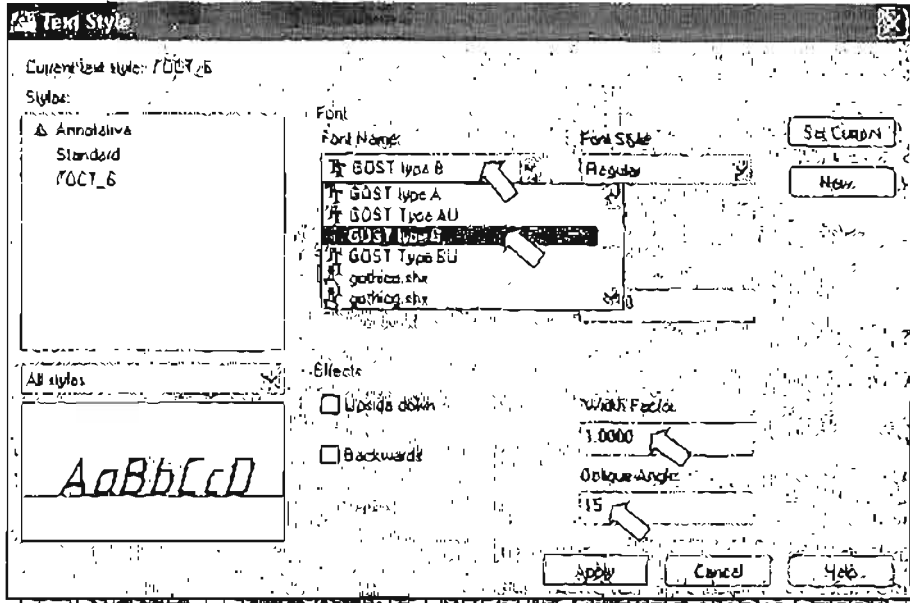 Text Style
Current text style: ГОСТ_Б
Styles:
Annotative
Standard
ГОСТ_Б
All styles
AaBbCcD
Font
Font Name:
GOST type B
GOST type A
GOST Type AU
GOST type B
GOST Type BU
gothice.shx
gothicg.shx
Font Style
Regular
Effects
Upside down
Backwards
Width Factor
1.0000
Oblique Angle
15
Set Current
New
Apply
Cancel
Help